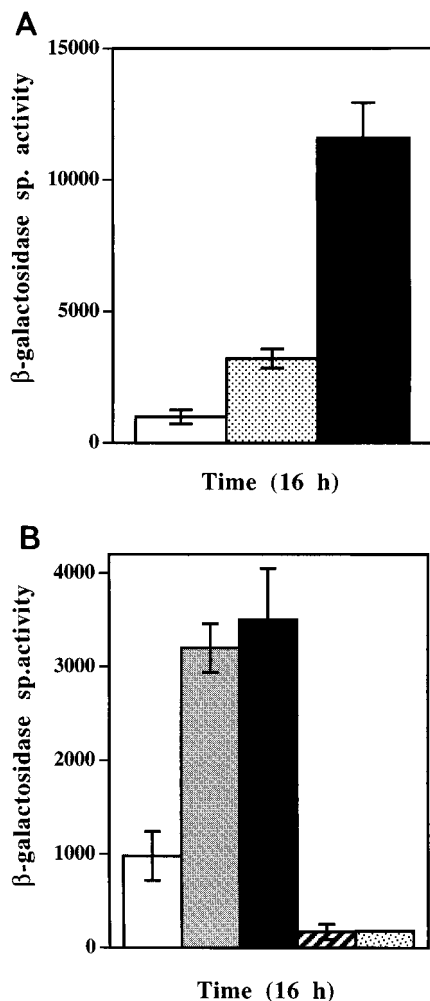 A
15000
10000
5000
0
β-galactosidase sp. activity
Time (16 h)
B
4000
3000
2000
1000
0
β-galactosidase sp.activity
Time (16 h)